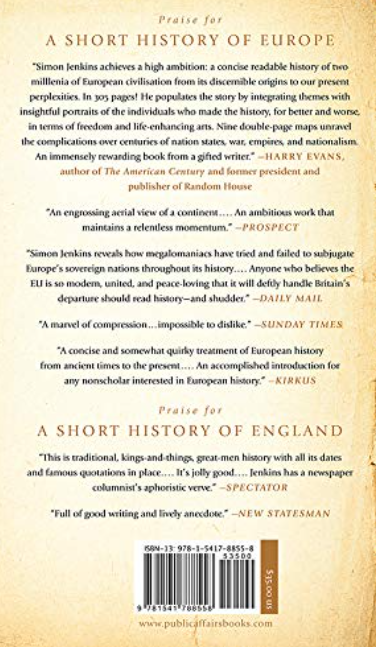 Praise for
A SHORT HISTORY OF EUROPE
"Simon Jenkins achieves a high ambition: a concise readable history of two
millennia of European civilisation from its discernible origins to our present
perplexities. In 305 pages! He populates the story by integrating themes with
insightful portraits of the individuals who made the history, for better and worse,
in terms of freedom and life-enhancing arts. Nine double-page maps unravel
the complications over centuries of nation states, war, empires, and nationalism.
An immensely rewarding book from a gifted writer." —HARRY EVANS,
author of The American Century and former president and
publisher of Random House
"An engrossing aerial view of a continent.... An ambitious work that
maintains a relentless momentum." —PROSPECT
"Simon Jenkins reveals how megalomaniacs have tried and failed to subjugate
Europe's sovereign nations throughout its history.... Anyone who believes the
EU is so modern, united, and peace-loving that it will deftly handle Britain's
departure should read history—and shudder." —DAILY MAIL
"A marvel of compression...impossible to dislike." —SUNDAY TIMES
"A concise and somewhat quirky treatment of European history
from ancient times to the present.... An accomplished introduction for
any nonscholar interested in European history." —KIRKUS
Praise for
A SHORT HISTORY OF ENGLAND
"This is traditional, kings-and-things, great-men history with all its dates
and famous quotations in place.... It's jolly good.... Jenkins has a newspaper
columnist's aphoristic verve." —SPECTATOR
"Full of good writing and lively anecdote." —NEW STATESMAN
ISBN-13: 978-1-5417-8855-8
53500
9 781541 788558
$35.00 US
www.publicaffairsbooks.com